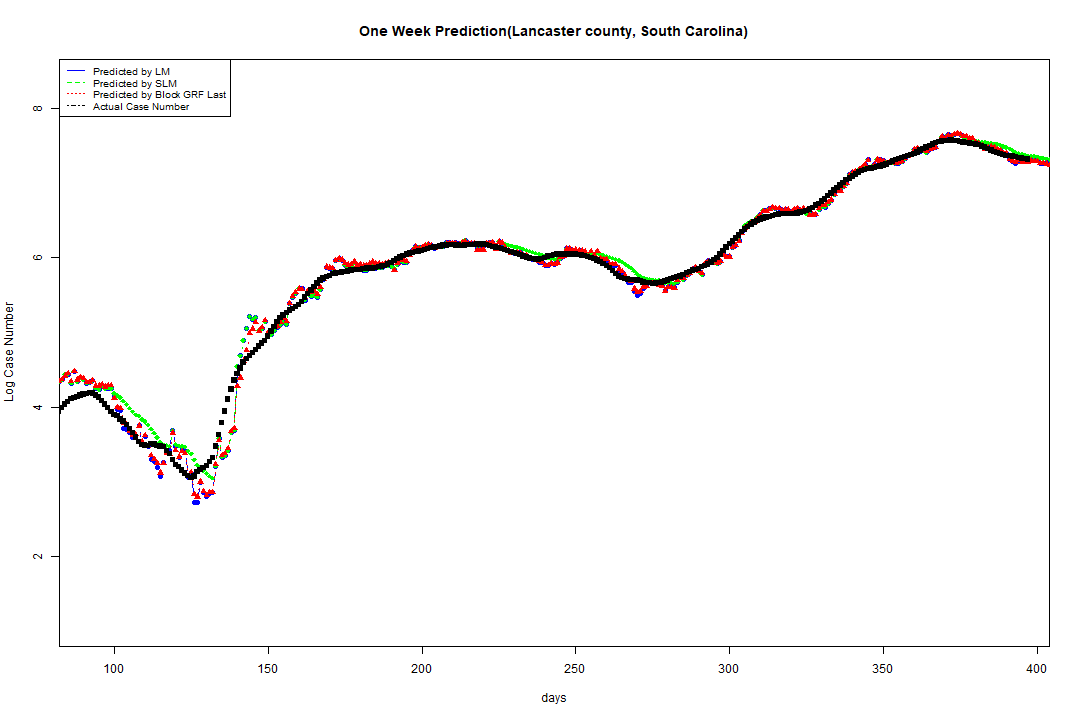 One Week Prediction(Lancaster county, South Carolina)
Predicted by LM
Predicted by SLM
Predicted by Block GRF Last
Actual Case Number
8
6
4
2
Log Case Number
100 150 200 250 300 350 400
days